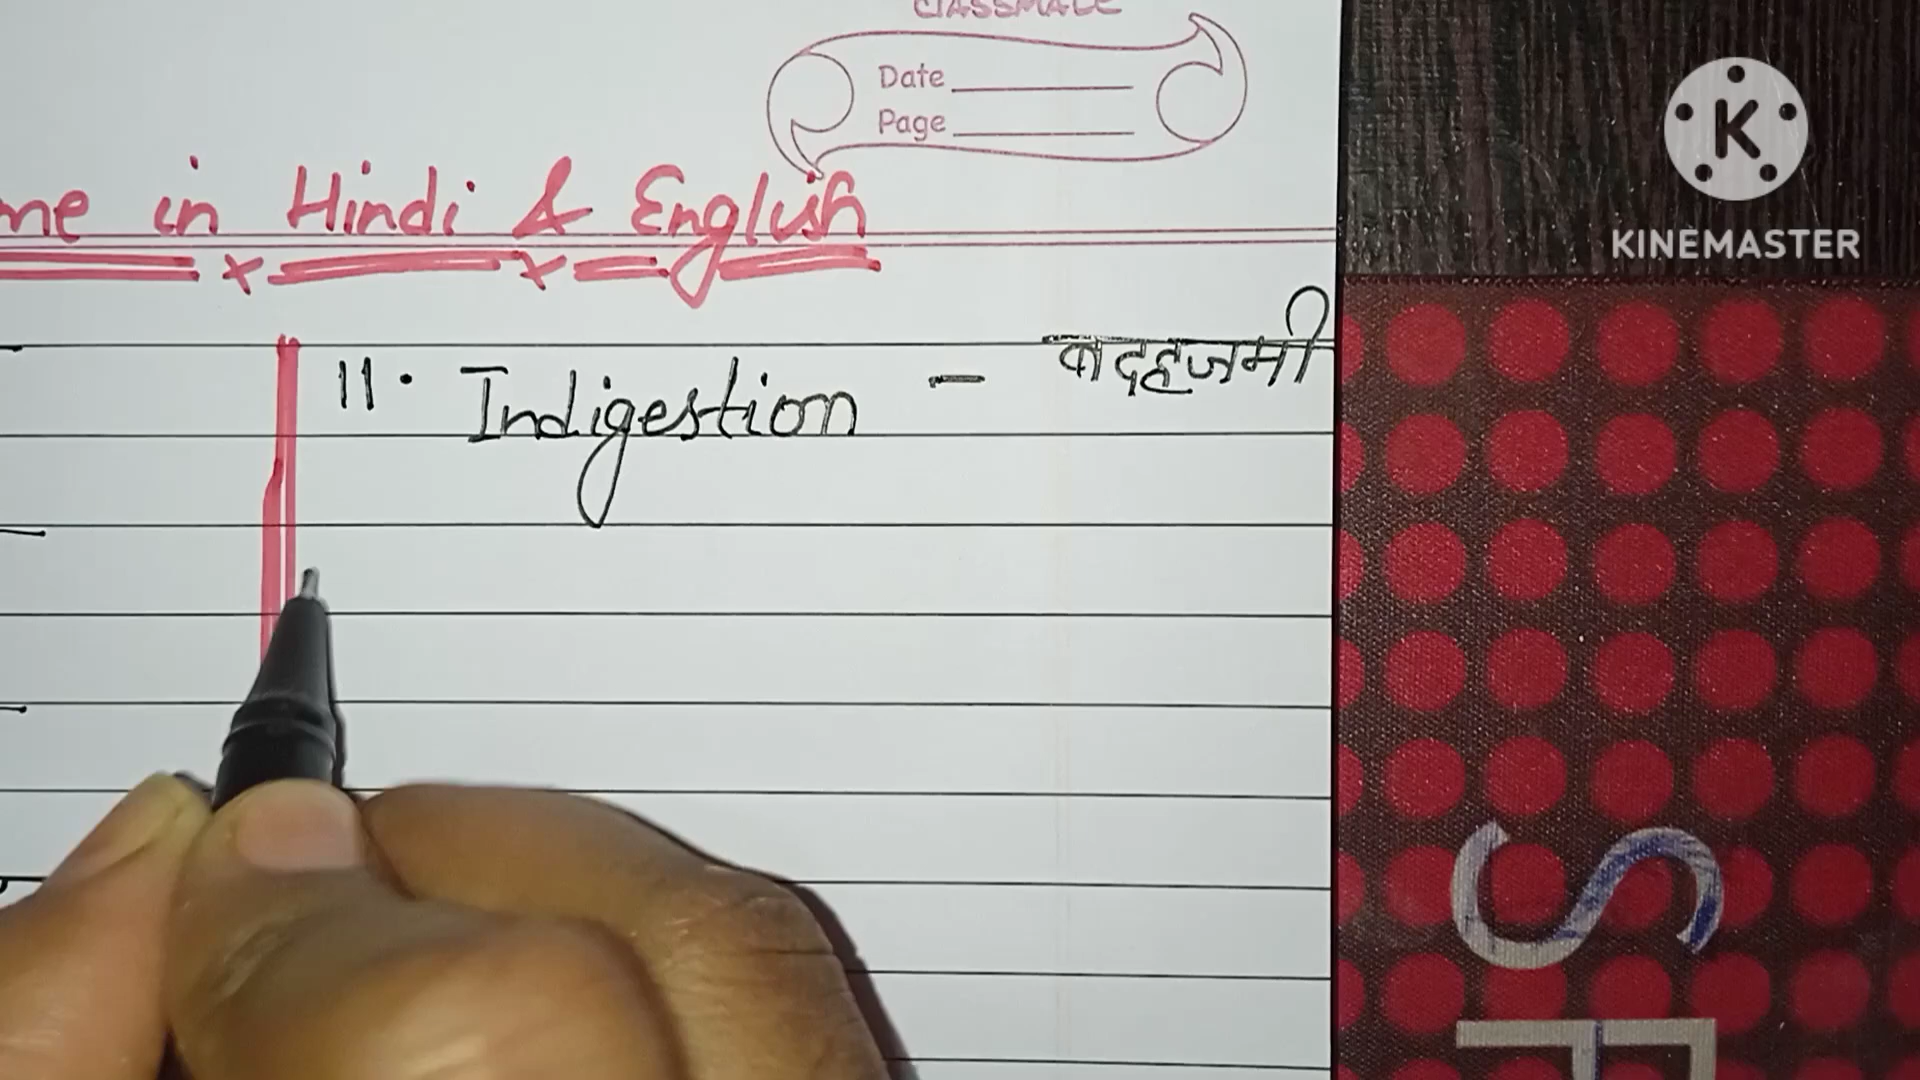 CLASSMATE
Date
Page
KINEMASTER
me in Hindi & English
11. Indigestion - बदहजमी